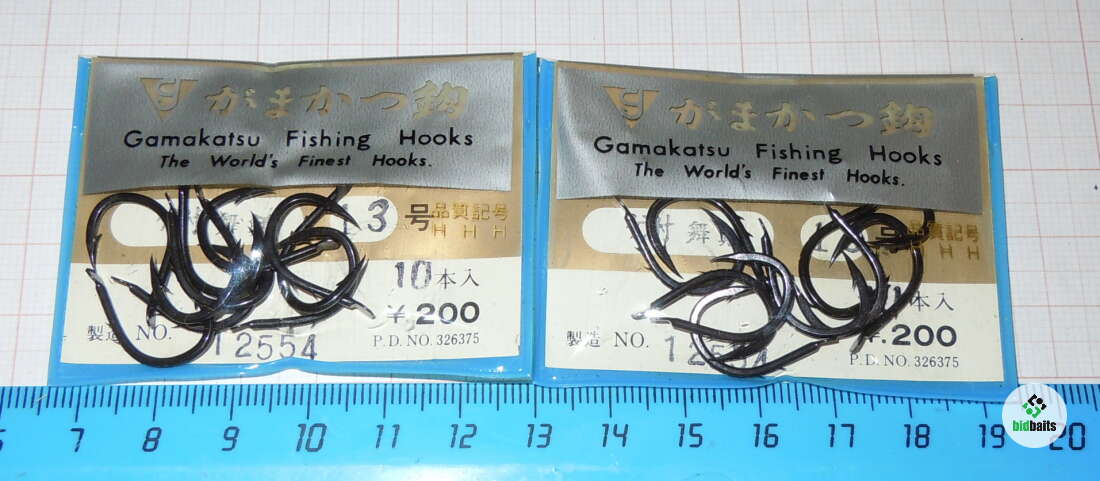 がまかつ鈎
Gamakatsu Fishing Hooks
The World's Finest Hooks.
3号
品質記号
H H H
10本入
¥200
製造 NO. 12554
P.D. NO. 326375
がまかつ鈎
Gamakatsu Fishing Hooks
The World's Finest Hooks.
舞
品質記号
H H
本入
¥.200
製造 NO.
P.D. NO. 326375
7 8 9 10 11 12 13 14 15 16 17 18 19 20
bidbaits